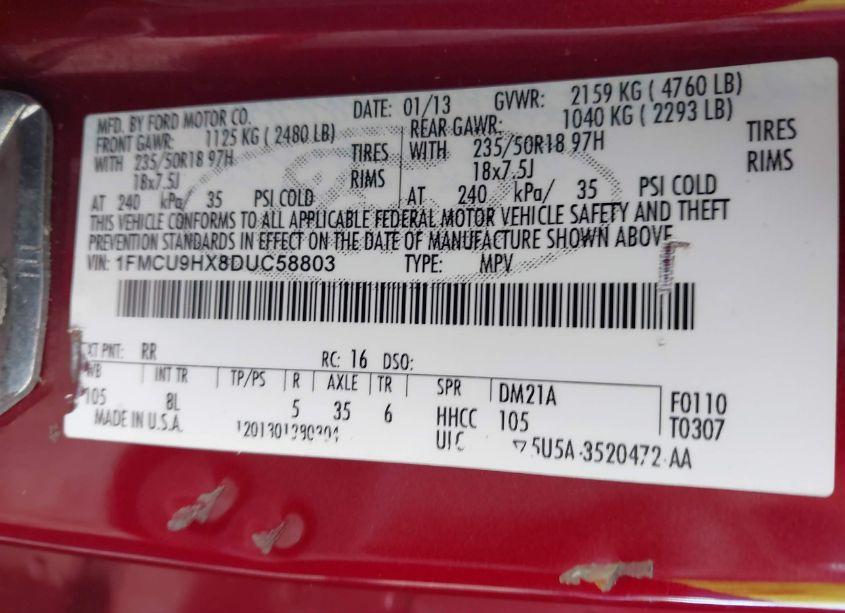 MFD. BY FORD MOTOR CO. DATE: 01/13 GVWR: 2159 KG ( 4760 LB)
FRONT GAWR: 1125 KG ( 2480 LB) REAR GAWR: 1040 KG ( 2293 LB)
WITH 235/50R18 97H TIRES WITH 235/50R18 97H TIRES
18x7.5J RIMS 18x7.5J RIMS
AT 240 kPa/ 35 PSI COLD AT 240 kPa/ 35 PSI COLD
THIS VEHICLE CONFORMS TO ALL APPLICABLE FEDERAL MOTOR VEHICLE SAFETY AND THEFT
PREVENTION STANDARDS IN EFFECT ON THE DATE OF MANUFACTURE SHOWN ABOVE
VIN: 1FMCU9HX8DUC58803 TYPE: MPV
EXT PNT: RR RC: 16 DSO:
WB INT TR TP/PS R AXLE TR SPR DM21A F0110
105 8L 5 35 6 HHCC 105 T0307
MADE IN U.S.A. 5U5A-3520472-AA